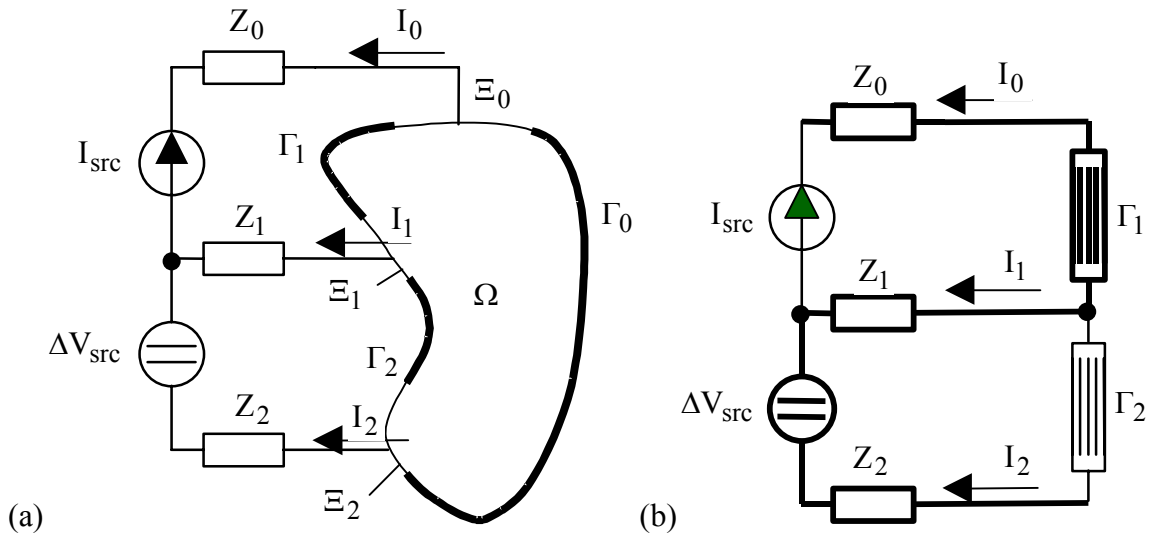 Z0 I0
Ξ0
Γ1
Isrc
Γ0
Z1 I1
Ξ1
Ω
ΔVsrc
Γ2
Z2 I2
Ξ2
(a)
Z0 I0
Isrc
Γ1
Z1 I1
ΔVsrc
Γ2
Z2 I2
(b)